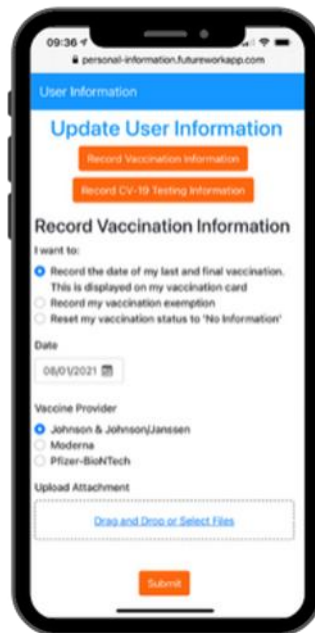 09:36
personal-information.futureworkapp.com
User Information
Update User Information
Record Vaccination Information
Record CV-19 Testing Information
Record Vaccination Information
I want to:
Record the date of my last and final vaccination.
This is displayed on my vaccination card
Record my vaccination exemption
Reset my vaccination status to 'No Information'
Date
08/01/2021
Vaccine Provider
Johnson & Johnson/Janssen
Moderna
Pfizer-BioNTech
Upload Attachment
Drag and Drop or Select Files
Submit